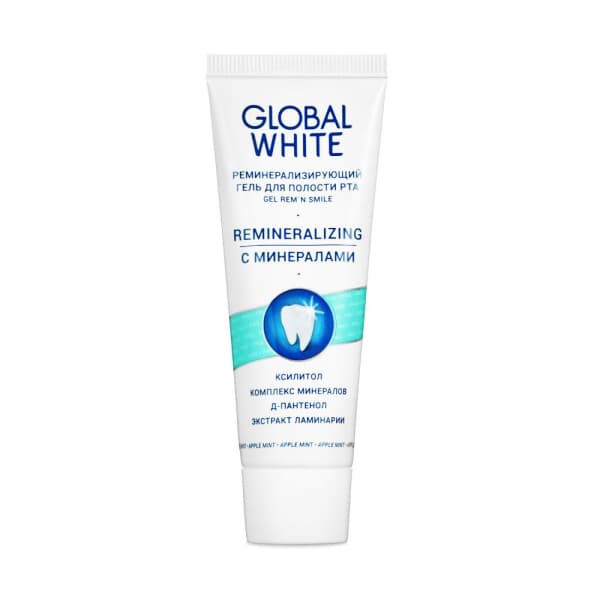 GLOBAL
WHITE
РЕМИНЕРАЛИЗИРУЮЩИЙ
ГЕЛЬ ДЛЯ ПОЛОСТИ РТА
GEL REM`N SMILE
REMINERALIZING
С МИНЕРАЛАМИ
КСИЛИТОЛ
КОМПЛЕКС МИНЕРАЛОВ
Д-ПАНТЕНОЛ
ЭКСТРАКТ ЛАМИНАРИИ
• APPLE MINT • APPLE MINT • APPLE MINT •